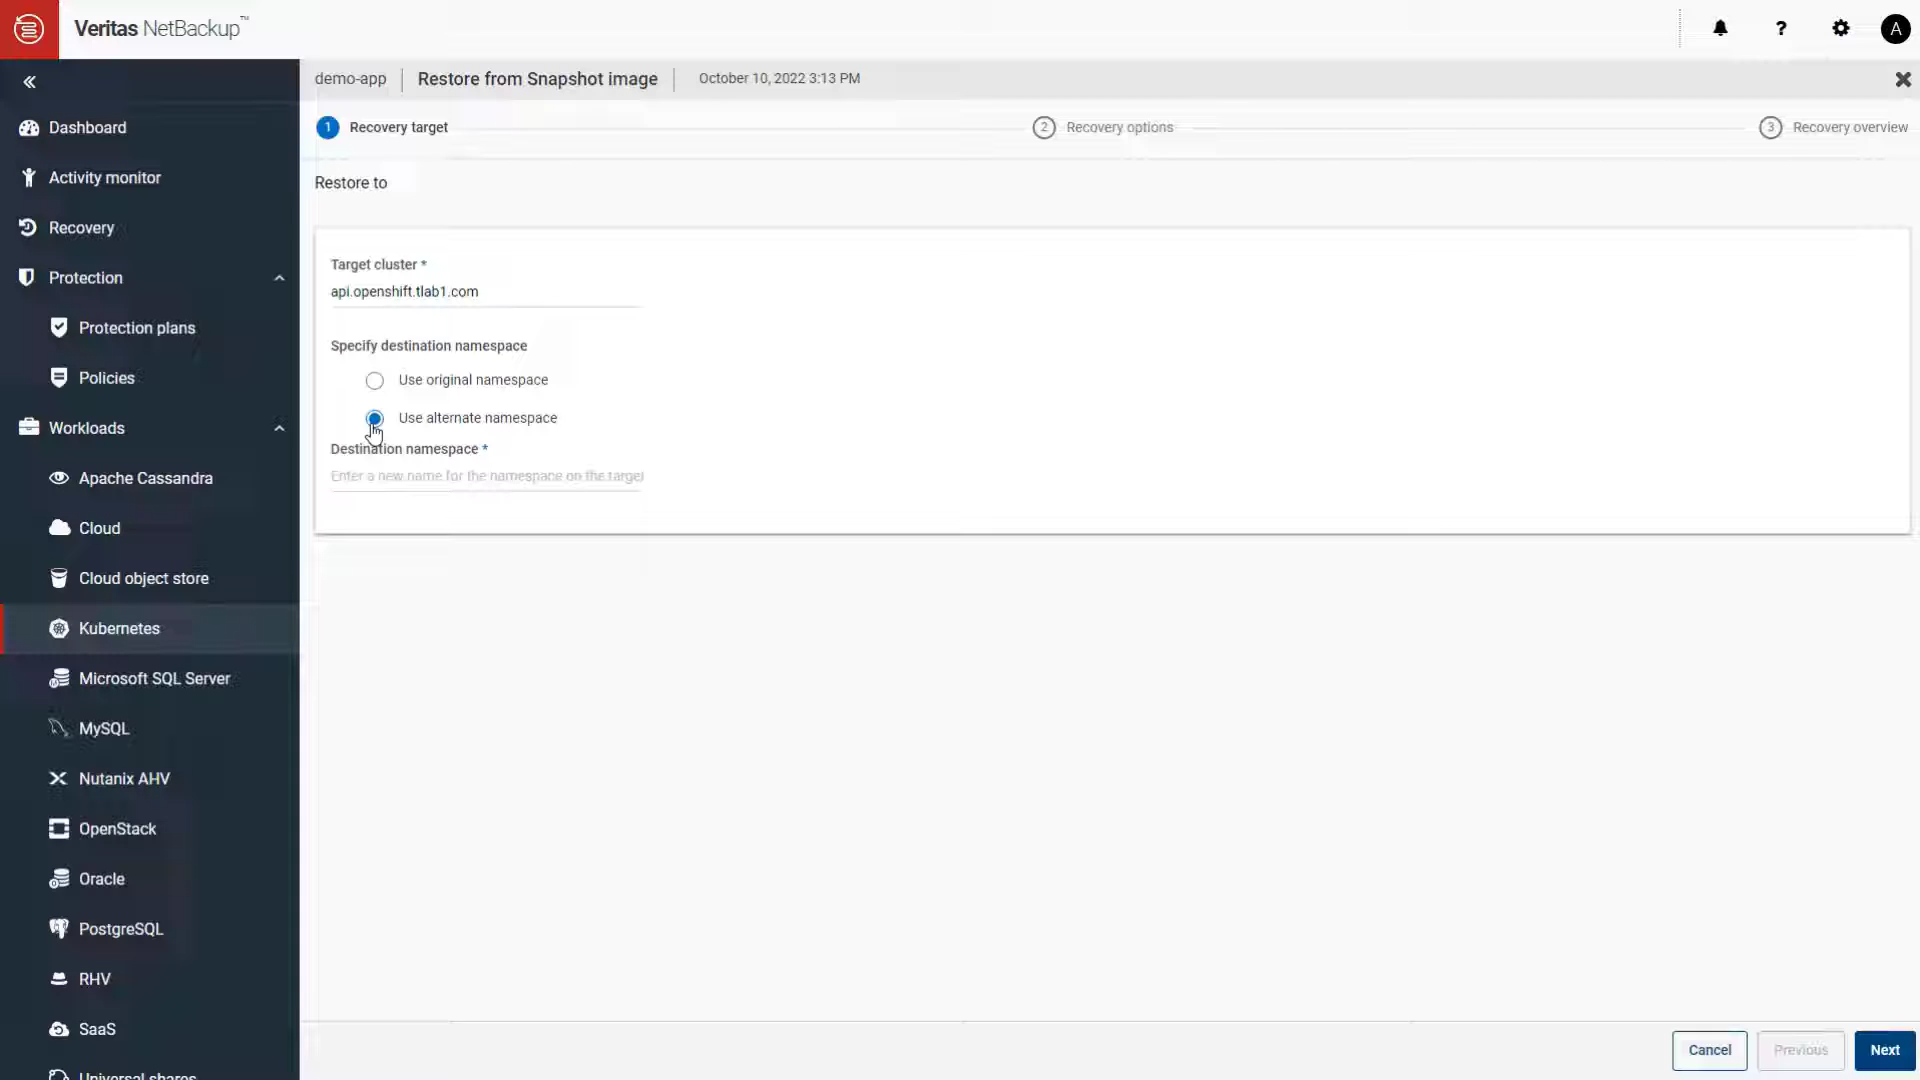 Veritas NetBackup™
A
demo-app
Restore from Snapshot image
October 10, 2022 3:13 PM
Dashboard
Activity monitor
Recovery
Protection
Protection plans
Policies
Workloads
Apache Cassandra
Cloud
Cloud object store
Kubernetes
Microsoft SQL Server
MySQL
Nutanix AHV
OpenStack
Oracle
PostgreSQL
RHV
SaaS
Universal shares
1 Recovery target
2 Recovery options
3 Recovery overview
Restore to
Target cluster *
api.openshift.tlab1.com
Specify destination namespace
Use original namespace
Use alternate namespace
Destination namespace *
Enter a new name for the namespace on the target
Cancel
Previous
Next